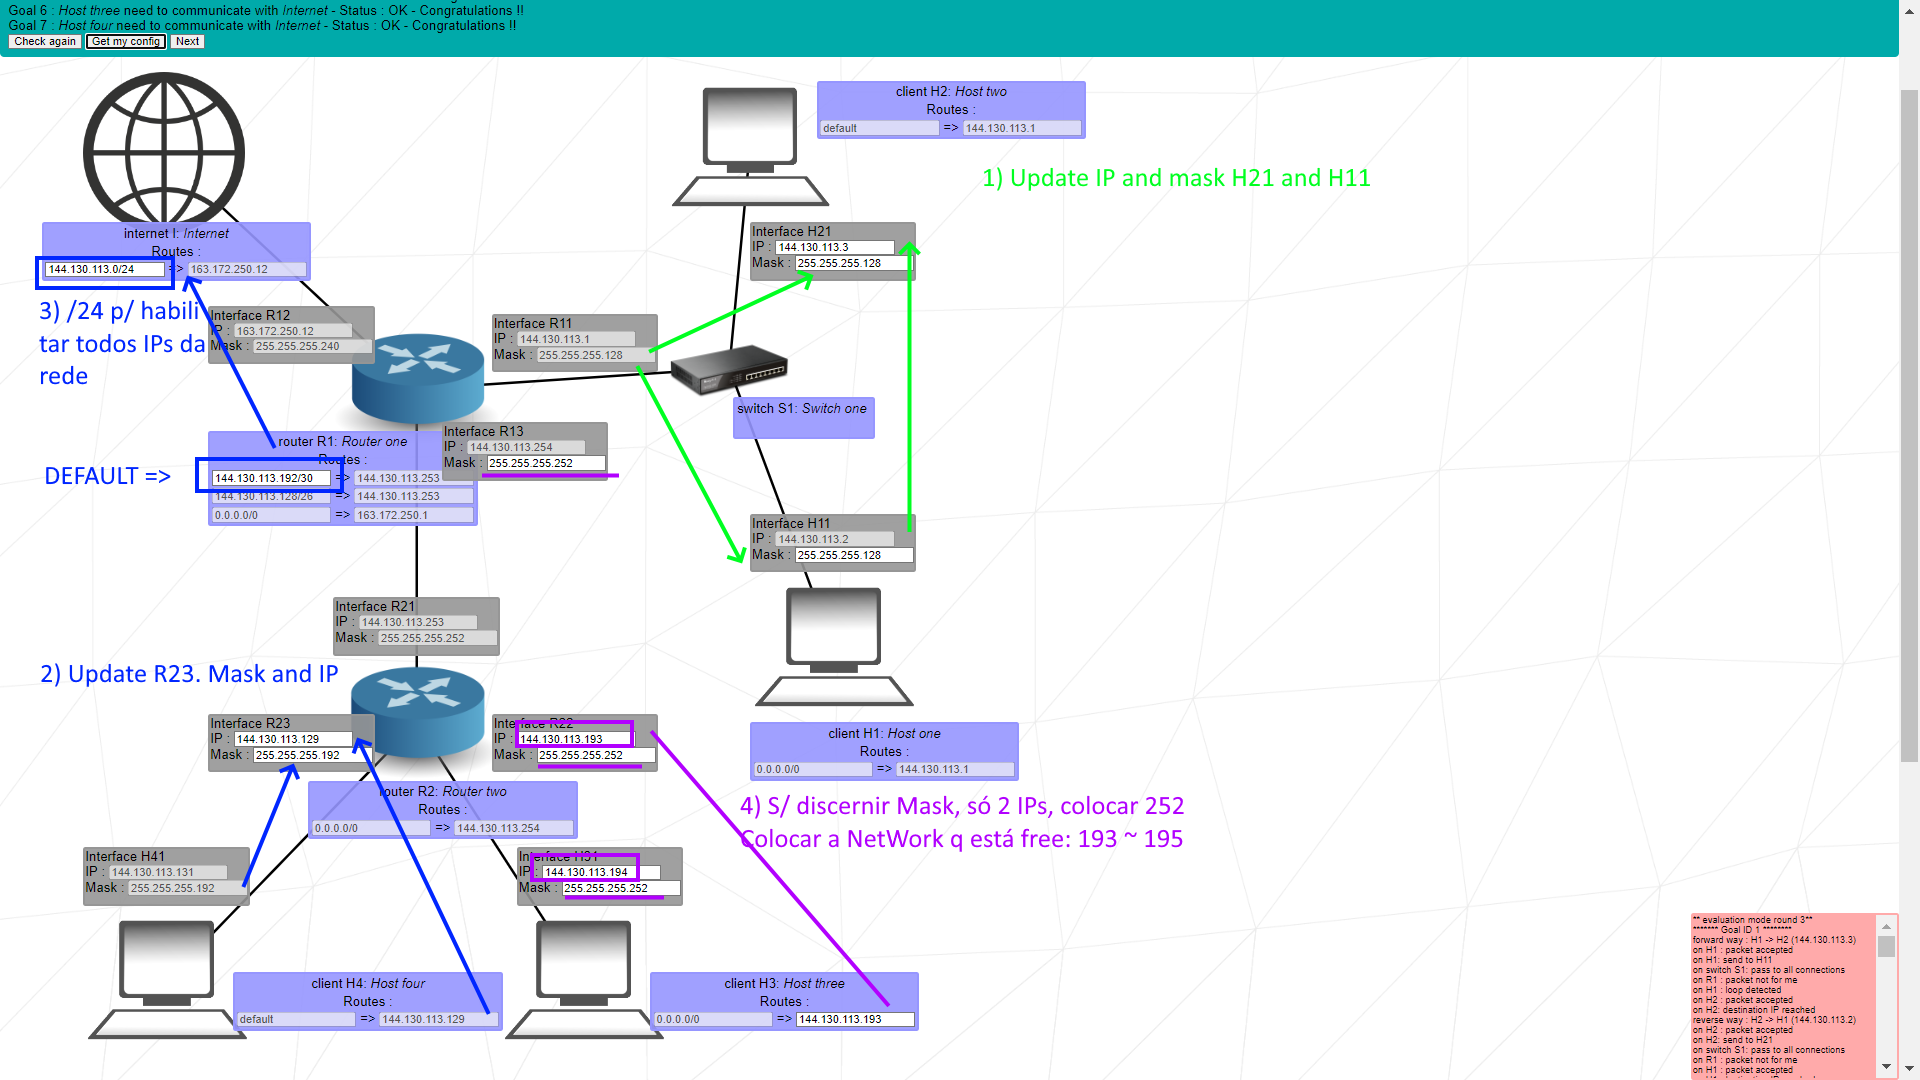 Goal 6 : Host three need to communicate with Internet - Status : OK - Congratulations !!
Goal 7 : Host four need to communicate with Internet - Status : OK - Congratulations !!
Check again Get my config Next
client H2: Host two
Routes :
default => 144.130.113.1
1) Update IP and mask H21 and H11
internet I: Internet
Routes :
144.130.113.0/24 => 163.172.250.12
3) /24 p/ habili
tar todos IPs da
rede
Interface R12
IP : 163.172.250.12
Mask : 255.255.255.240
Interface R11
IP : 144.130.113.1
Mask : 255.255.255.128
Interface H21
IP : 144.130.113.3
Mask : 255.255.255.128
switch S1: Switch one
router R1: Router one
Routes :
144.130.113.192/30 => 144.130.113.253
144.130.113.128/26 => 144.130.113.253
0.0.0.0/0 => 163.172.250.1
DEFAULT =>
Interface R13
IP : 144.130.113.254
Mask : 255.255.255.252
Interface H11
IP : 144.130.113.2
Mask : 255.255.255.128
Interface R21
IP : 144.130.113.253
Mask : 255.255.255.252
2) Update R23. Mask and IP
Interface R23
IP : 144.130.113.129
Mask : 255.255.255.192
Interface R22
IP : 144.130.113.193
Mask : 255.255.255.252
client H1: Host one
Routes :
0.0.0.0/0 => 144.130.113.1
router R2: Router two
Routes :
0.0.0.0/0 => 144.130.113.254
4) S/ discernir Mask, só 2 IPs, colocar 252
Colocar a NetWork q está free: 193 ~ 195
Interface H41
IP : 144.130.113.131
Mask : 255.255.255.192
Interface H31
IP : 144.130.113.194
Mask : 255.255.255.252
client H4: Host four
Routes :
default => 144.130.113.129
client H3: Host three
Routes :
0.0.0.0/0 => 144.130.113.193
** evaluation mode round 3**
******* Goal ID 1 ********
forward way : H1 -> H2 (144.130.113.3)
on H1 : packet accepted
on H1: send to H11
on switch S1: pass to all connections
on R1 : packet not for me
on H1 : loop detected
on H2 : packet accepted
on H2: destination IP reached
reverse way : H2 -> H1 (144.130.113.2)
on H2 : packet accepted
on H2: send to H21
on switch S1: pass to all connections
on R1 : packet not for me
on H1 : packet accepted